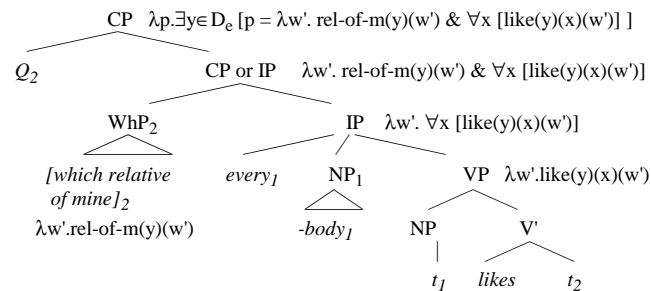 CP λp.∃y∈Dₑ [p = λw'. rel-of-m(y)(w') & ∀x [like(y)(x)(w')] ]
Q₂ CP or IP λw'. rel-of-m(y)(w') & ∀x [like(y)(x)(w')]
WhP₂ IP λw'. ∀x [like(y)(x)(w')]
[which relative every₁ NP₁ VP λw'.like(y)(x)(w')
of mine]₂
λw'.rel-of-m(y)(w') -body₁ NP V'
t₁ likes t₂